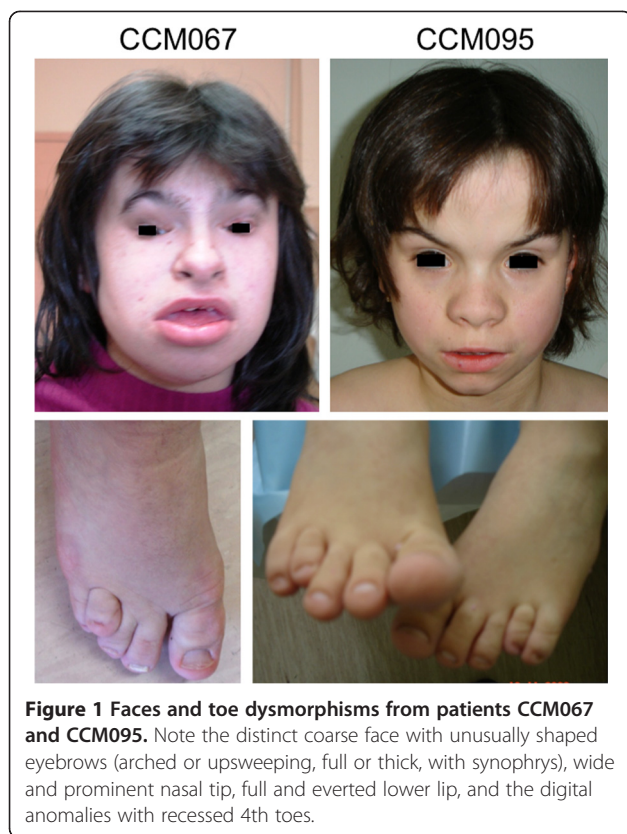 CCM067 CCM095
Figure 1 Faces and toe dysmorphisms from patients CCM067
and CCM095. Note the distinct coarse face with unusually shaped
eyebrows (arched or upsweeping, full or thick, with synophrys), wide
and prominent nasal tip, full and everted lower lip, and the digital
anomalies with recessed 4th toes.